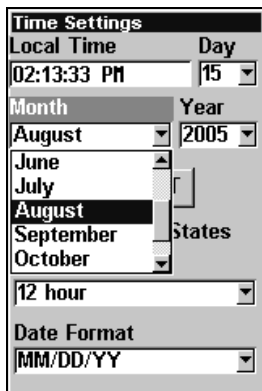 Time Settings
Local Time Day
02:13:33 PM 15
Month Year
August 2005
June
July
August
September
October
States
12 hour
Date Format
MM/DD/YY